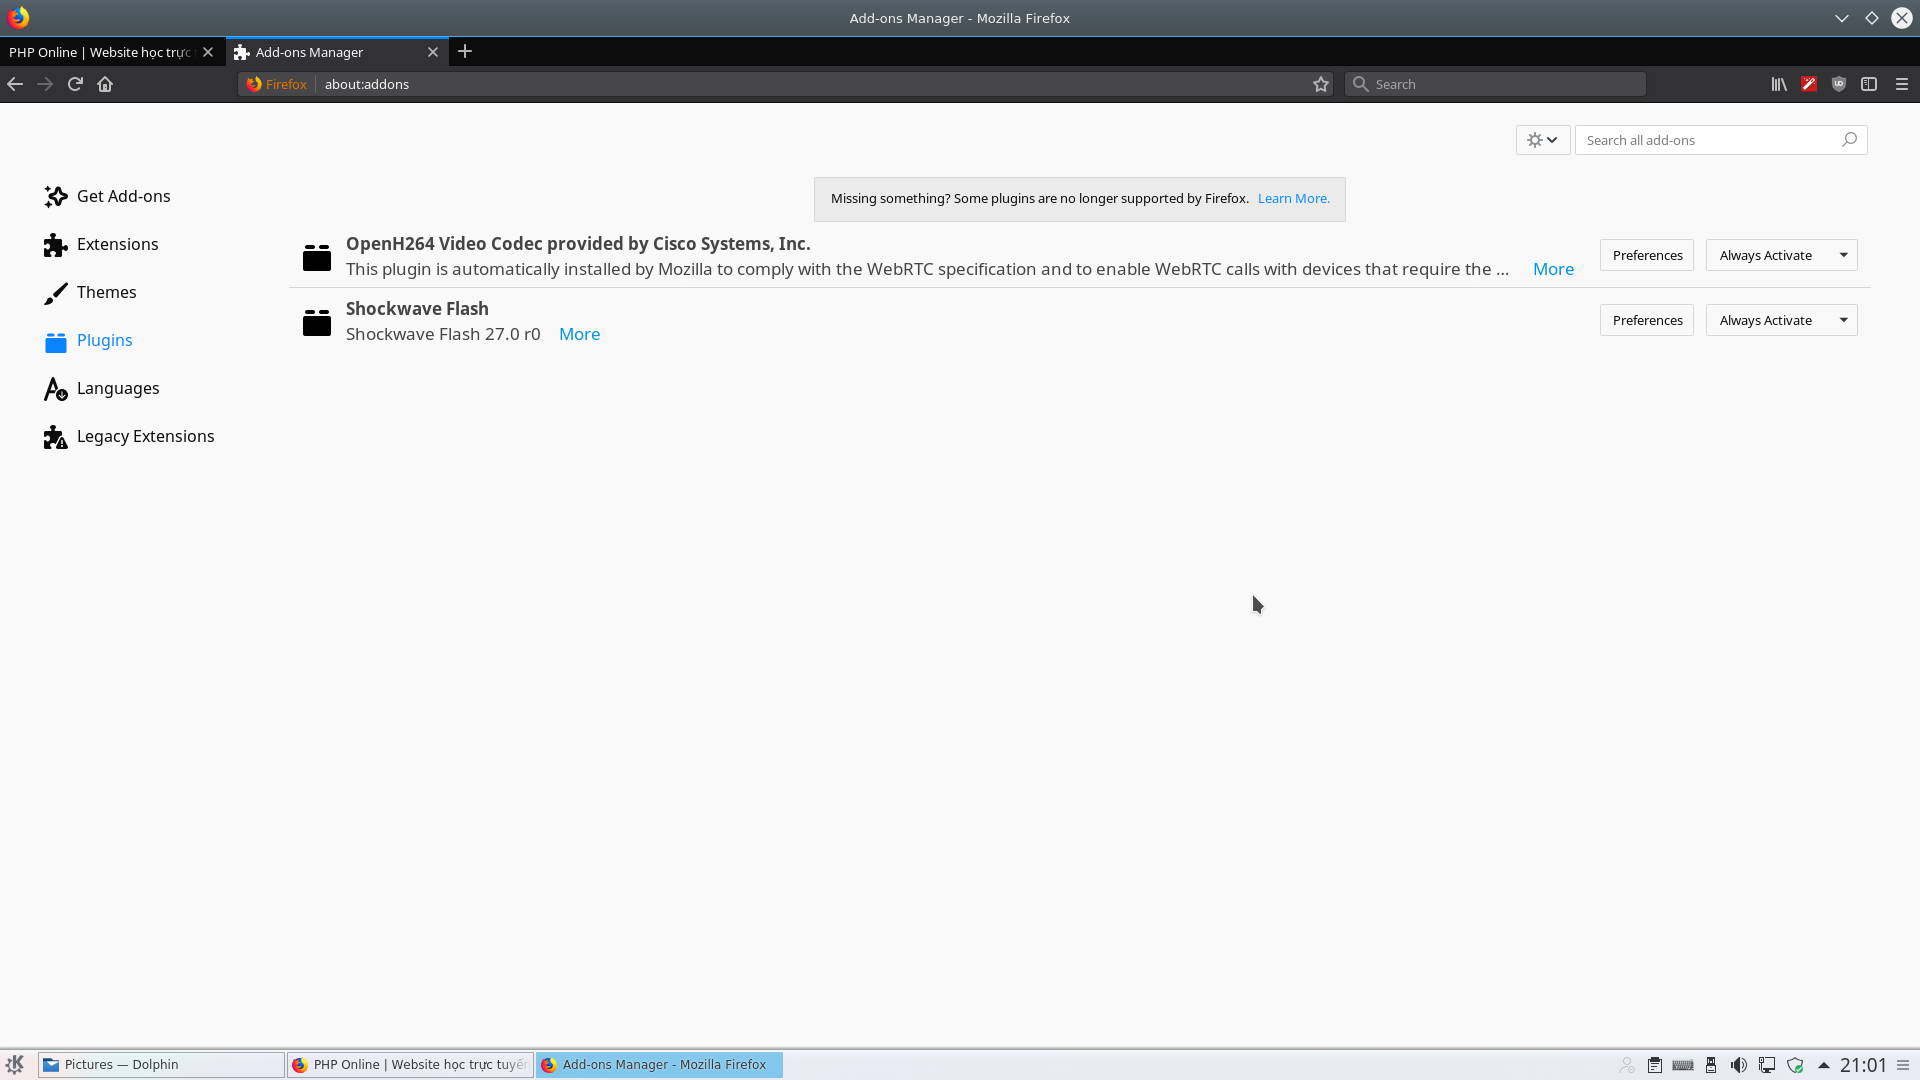 Add-ons Manager - Mozilla Firefox
PHP Online | Website học trực
Add-ons Manager
Firefox
about:addons
Search
Search all add-ons
Get Add-ons
Extensions
Themes
Plugins
Languages
Legacy Extensions
Missing something? Some plugins are no longer supported by Firefox. Learn More.
OpenH264 Video Codec provided by Cisco Systems, Inc.
This plugin is automatically installed by Mozilla to comply with the WebRTC specification and to enable WebRTC calls with devices that require the ... More
Preferences
Always Activate
Shockwave Flash
Shockwave Flash 27.0 r0 More
Preferences
Always Activate
Pictures — Dolphin
PHP Online | Website học trực tuyến
Add-ons Manager - Mozilla Firefox
21:01